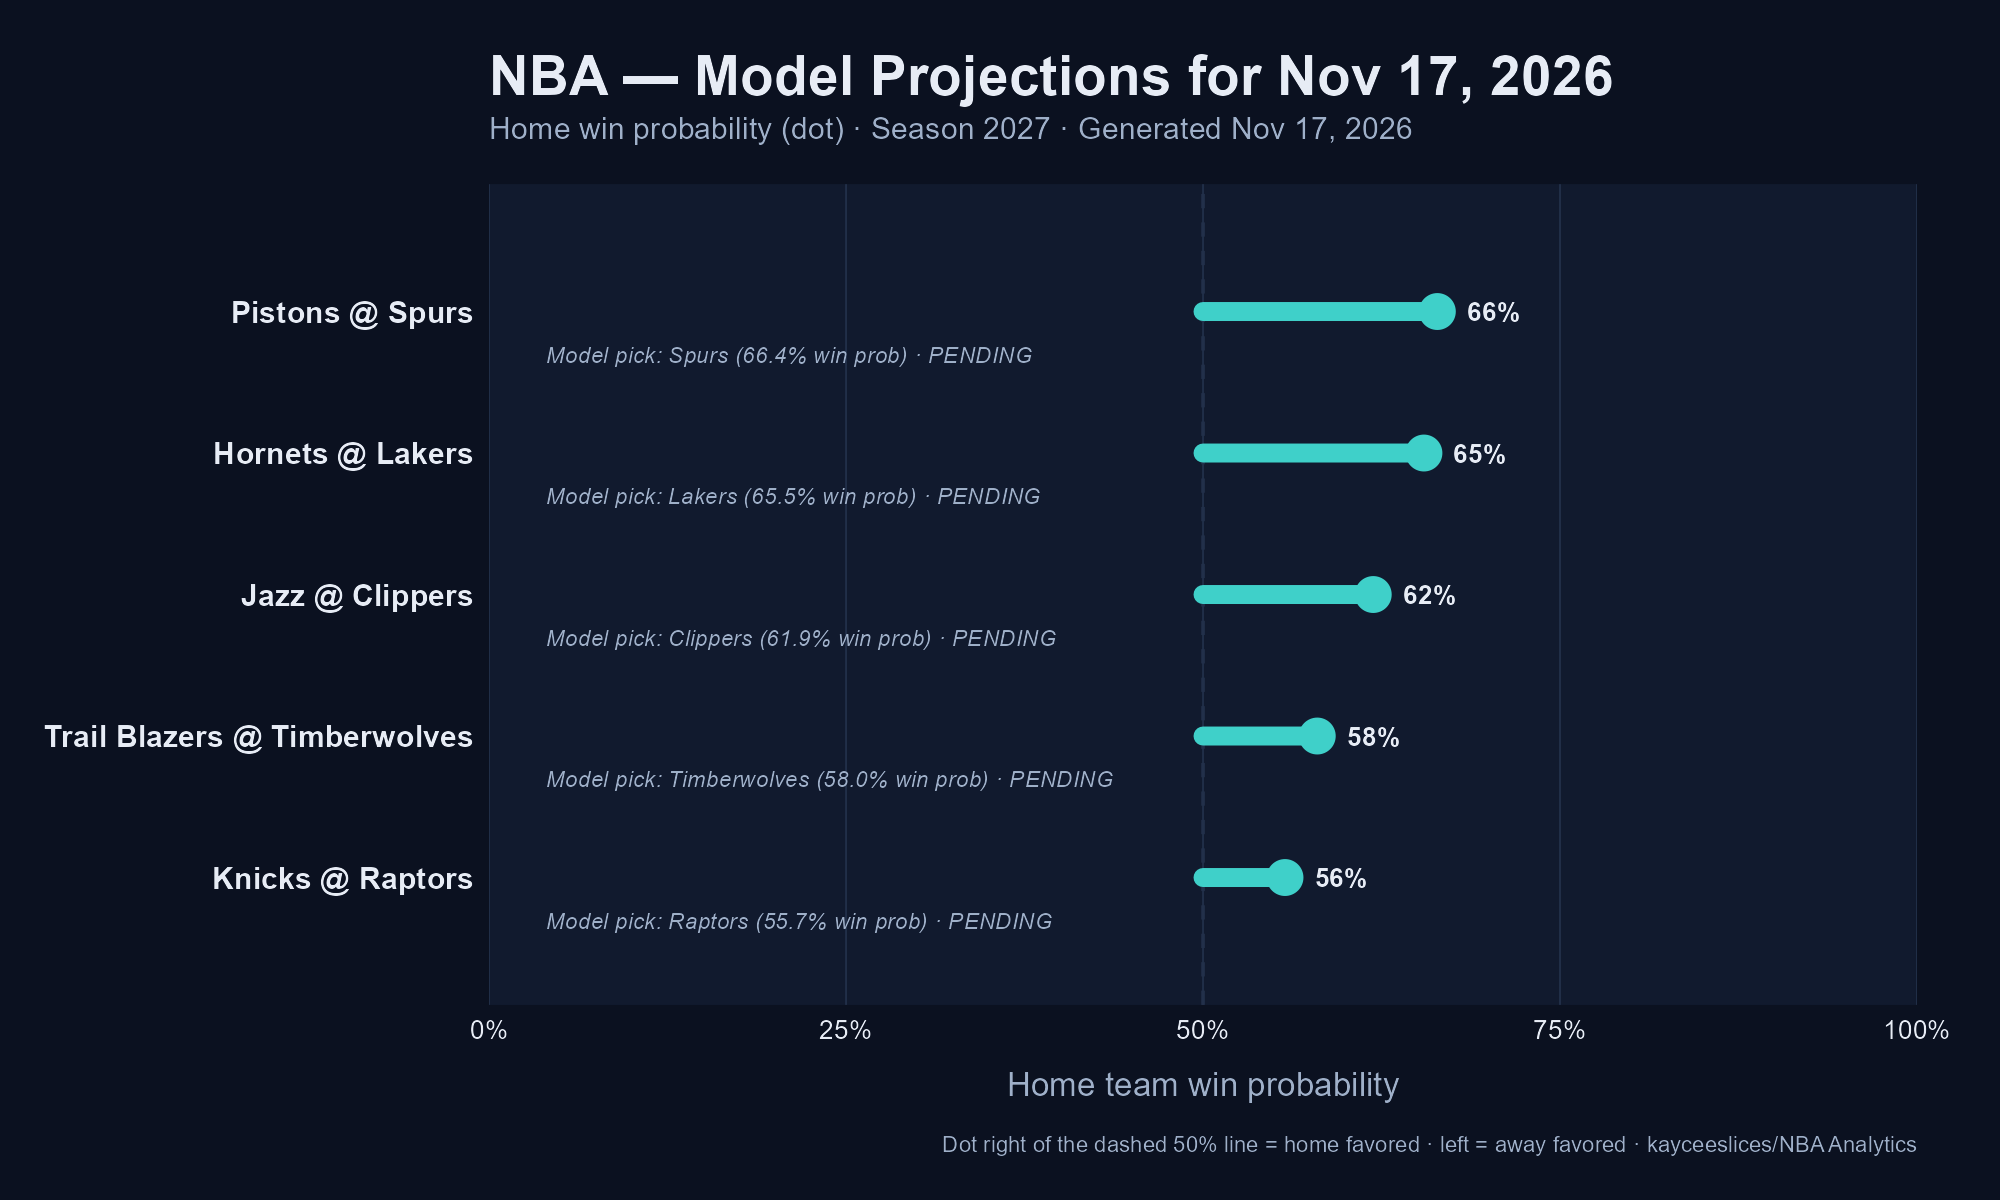 NBA — Model Projections for Nov 17, 2026
Home win probability (dot) · Season 2027 · Generated Nov 17, 2026
Pistons @ Spurs
66%
Model pick: Spurs (66.4% win prob) · PENDING
Hornets @ Lakers
65%
Model pick: Lakers (65.5% win prob) · PENDING
Jazz @ Clippers
62%
Model pick: Clippers (61.9% win prob) · PENDING
Trail Blazers @ Timberwolves
58%
Model pick: Timberwolves (58.0% win prob) · PENDING
Knicks @ Raptors
56%
Model pick: Raptors (55.7% win prob) · PENDING
0% 25% 50% 75% 100%
Home team win probability
Dot right of the dashed 50% line = home favored · left = away favored · kayceeslices/NBA Analytics